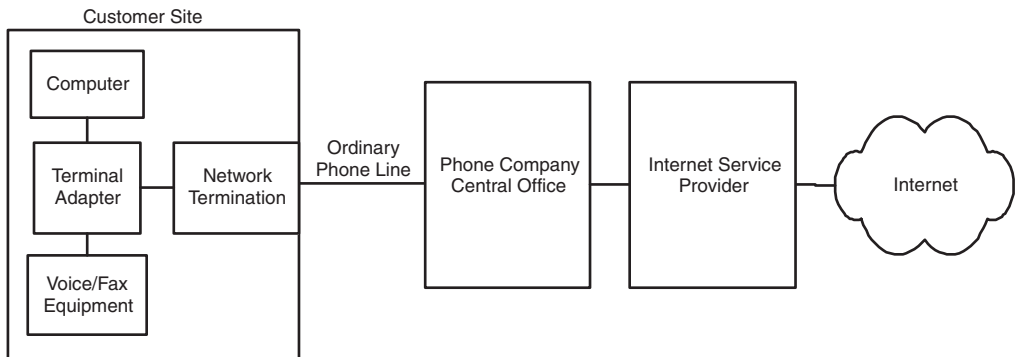 Customer Site
Computer
Terminal
Adapter
Network
Termination
Voice/Fax
Equipment
Ordinary
Phone Line
Phone Company
Central Office
Internet Service
Provider
Internet